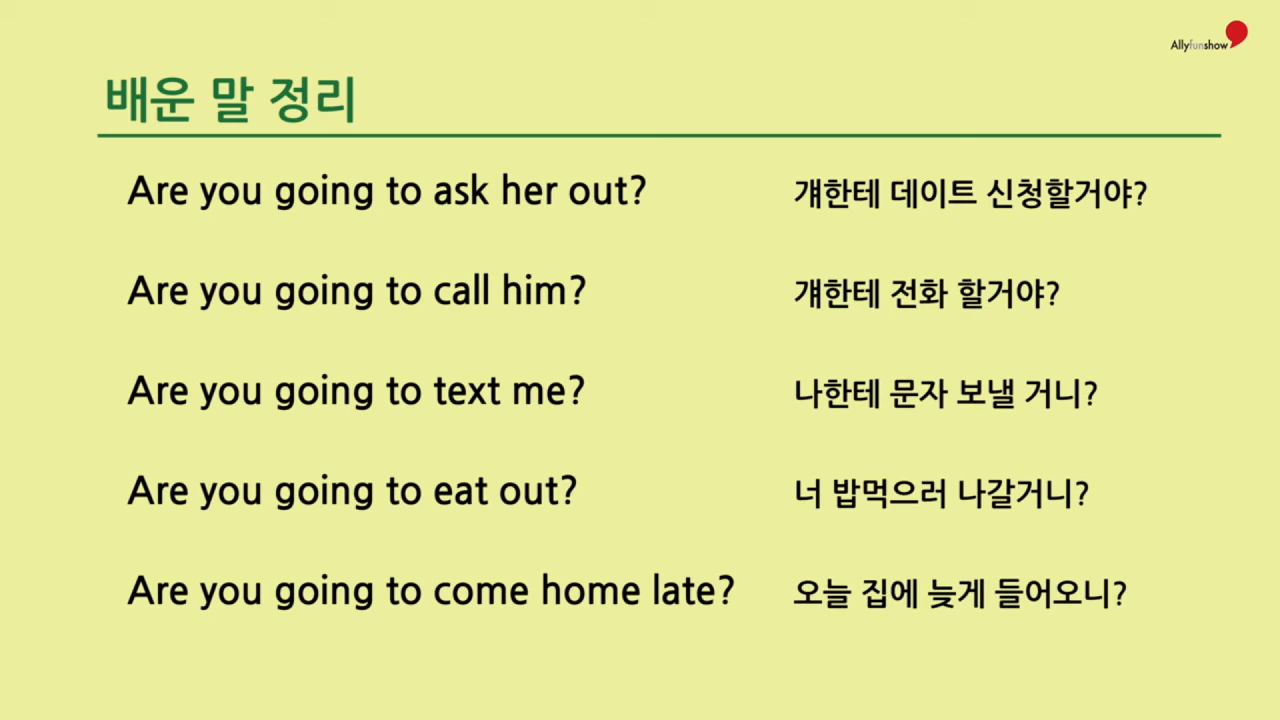 Allyfunshow
배운 말 정리
Are you going to ask her out? 걔한테 데이트 신청할거야?
Are you going to call him? 걔한테 전화 할거야?
Are you going to text me? 나한테 문자 보낼 거니?
Are you going to eat out? 너 밥먹으러 나갈거니?
Are you going to come home late? 오늘 집에 늦게 들어오니?